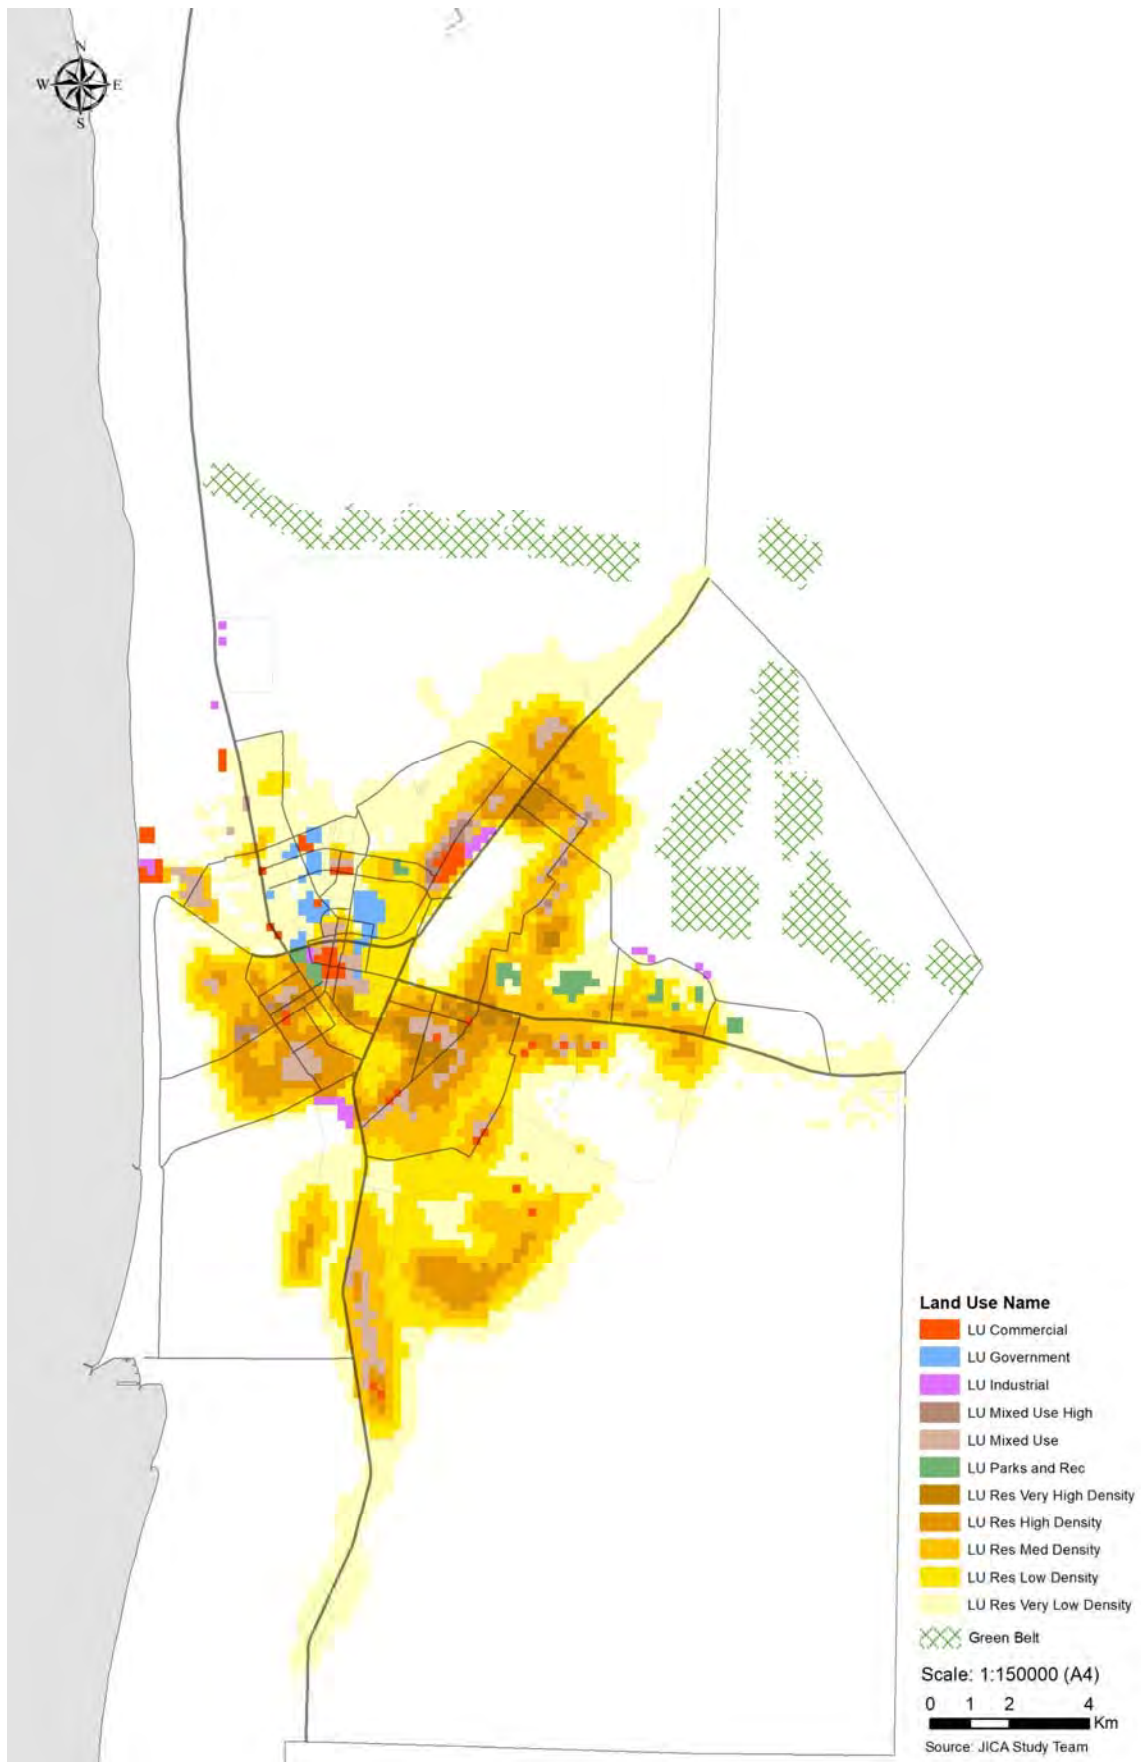 N
W E
S
Land Use Name
LU Commercial
LU Government
LU Industrial
LU Mixed Use High
LU Mixed Use
LU Parks and Rec
LU Res Very High Density
LU Res High Density
LU Res Med Density
LU Res Low Density
LU Res Very Low Density
Green Belt
Scale: 1:150000 (A4)
0 1 2 4
Km
Source: JICA Study Team